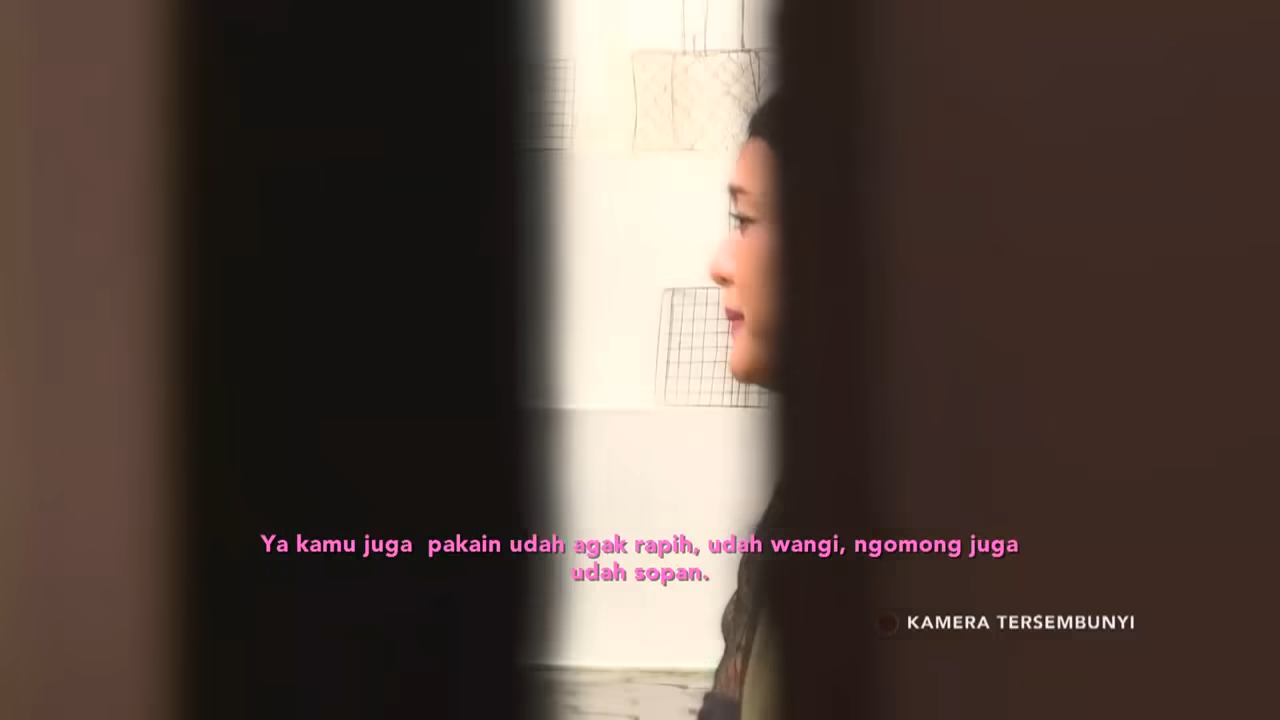 Ya kamu juga  pakain udah agak rapih, udah wangi, ngomong juga
udah sopan.
KAMERA TERSEMBUNYI